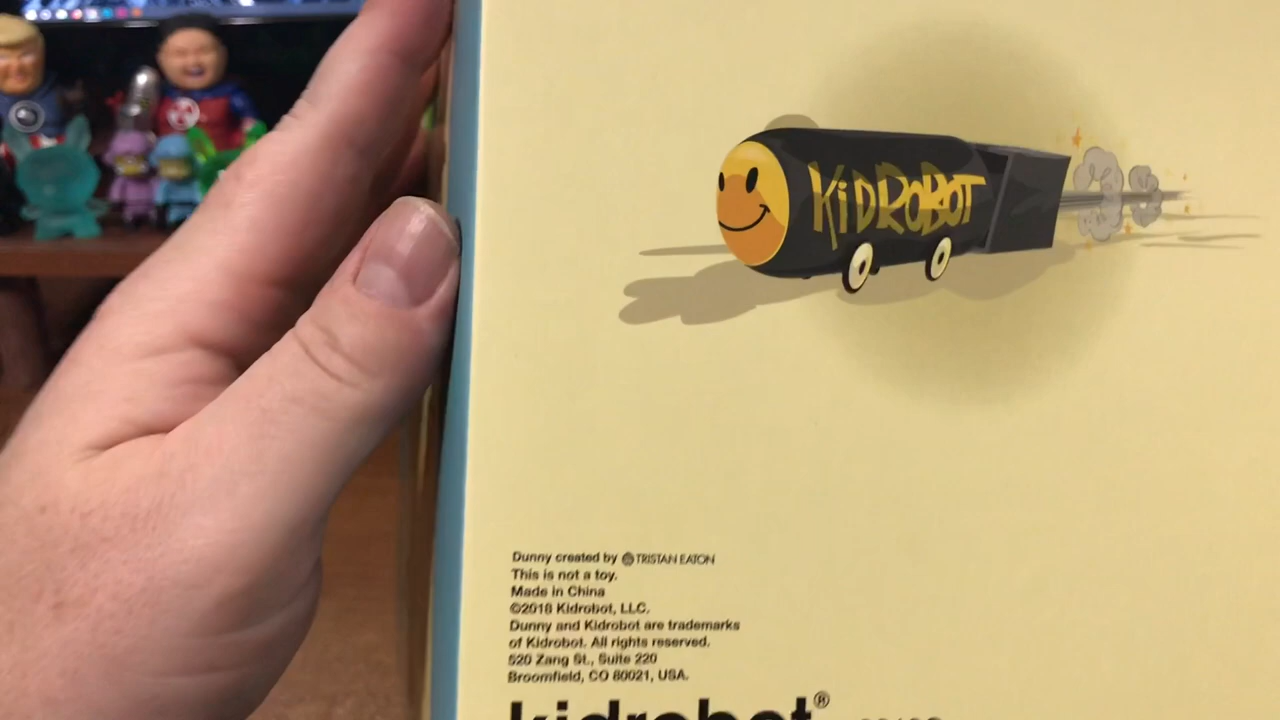 KiDROBOT
Dunny created by TRISTAN EATON
This is not a toy.
Made in China
©2018 Kidrobot, LLC.
Dunny and Kidrobot are trademarks
of Kidrobot. All rights reserved.
520 Zang St., Suite 220
Broomfield, CO 80021, USA.
kidrobot®